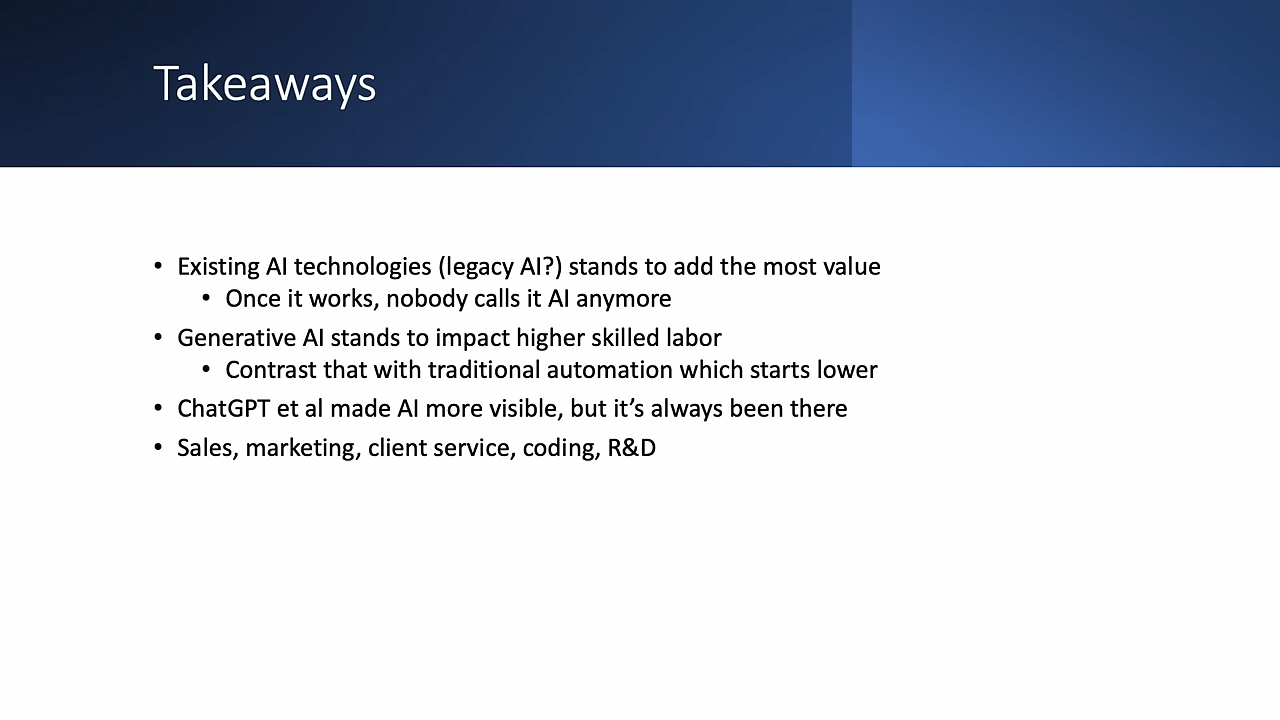 Takeaways
• Existing AI technologies (legacy AI?) stands to add the most value
• Once it works, nobody calls it AI anymore
• Generative AI stands to impact higher skilled labor
• Contrast that with traditional automation which starts lower
• ChatGPT et al made AI more visible, but it’s always been there
• Sales, marketing, client service, coding, R&D